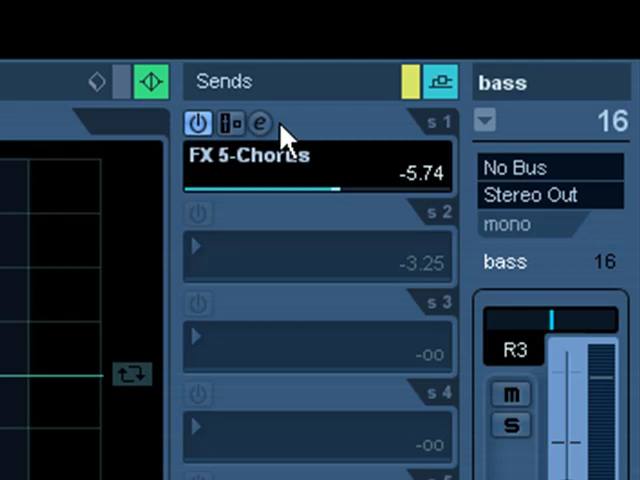 Sends
bass
e
s 1
16
FX 5-Chorus
-5.74
No Bus
Stereo Out
s 2
mono
-3.25
bass
16
s 3
-oo
R3
s 4
m
-oo
S